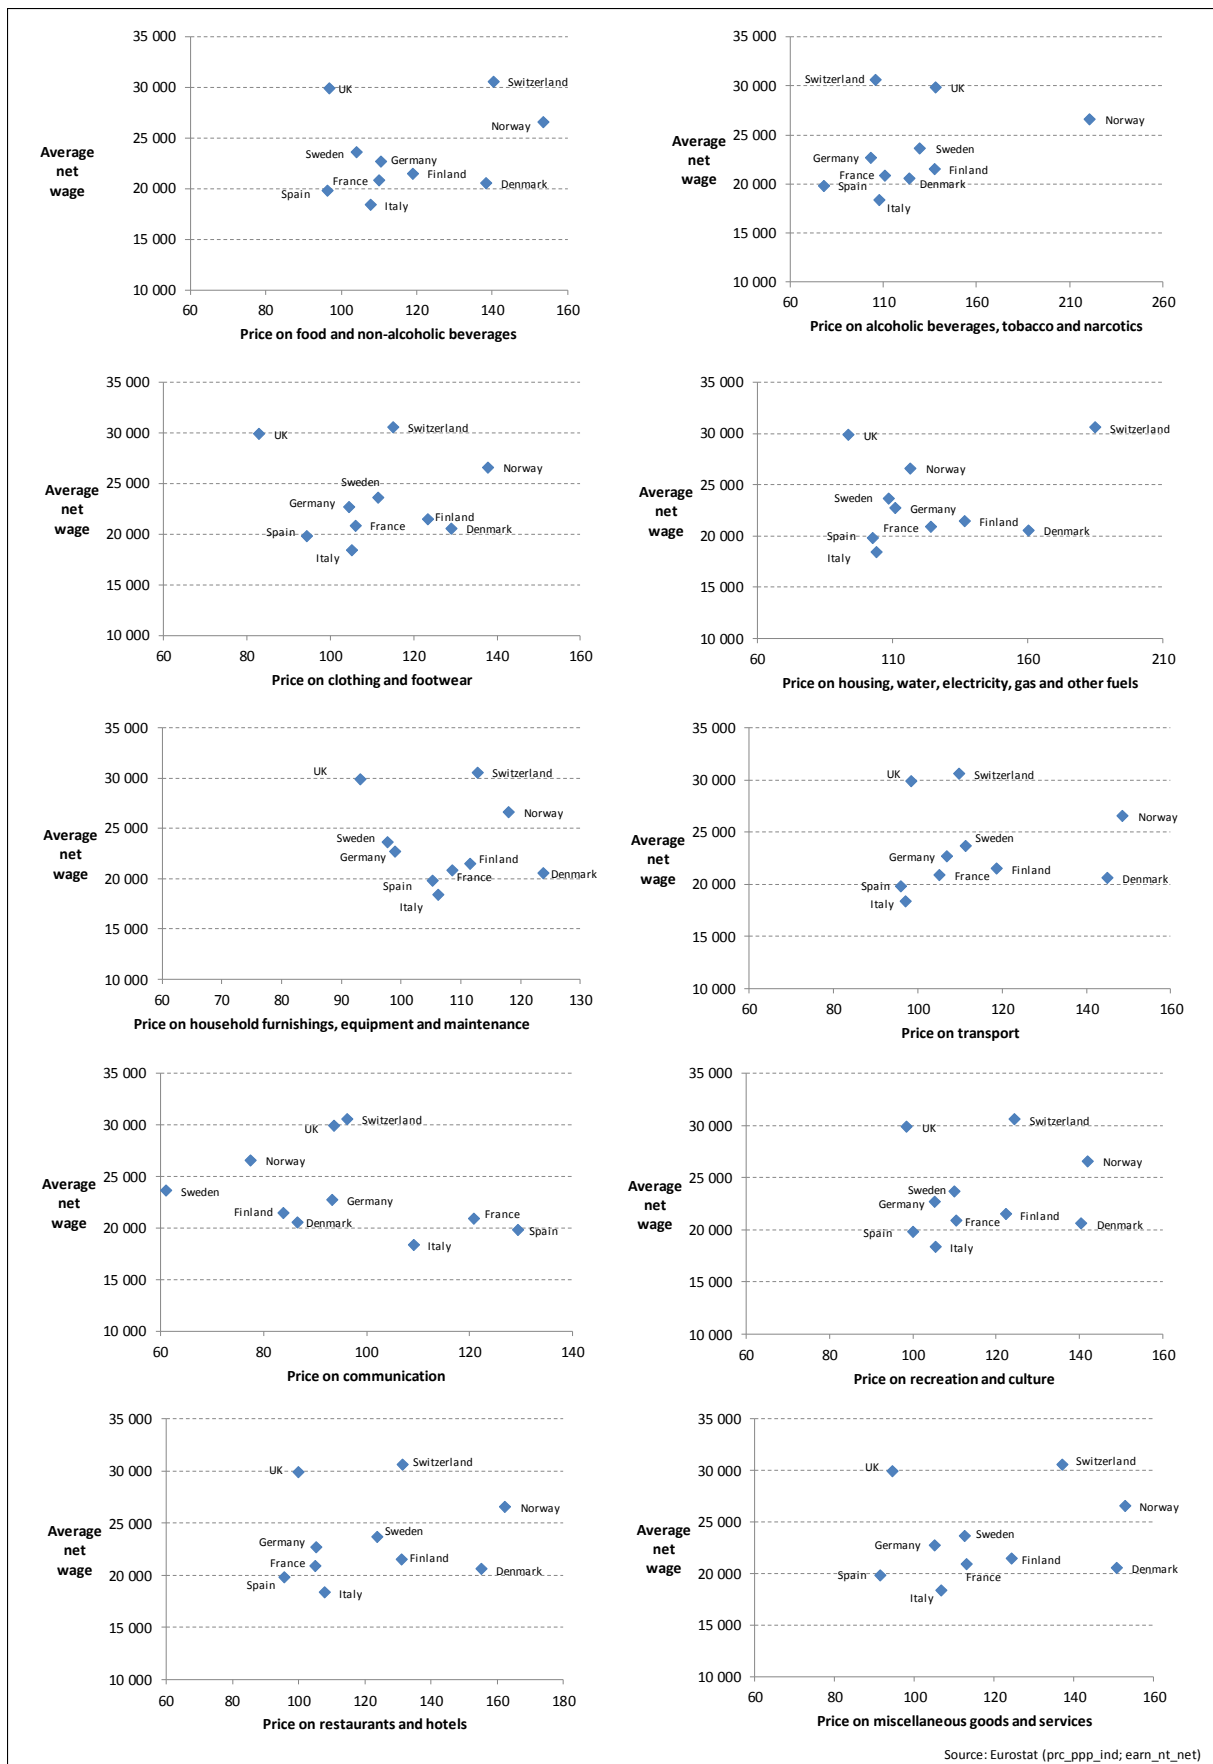 35 000
30 000
25 000
20 000
15 000
10 000
Average
net
wage
UK
Switzerland
Norway
Sweden
Germany
France
Finland
Spain
Denmark
Italy
60 80 100 120 140 160
Price on food and non-alcoholic beverages
35 000
30 000
25 000
20 000
15 000
10 000
Average
net
wage
Switzerland
UK
Norway
Sweden
Germany
France
Finland
Spain
Denmark
Italy
60 110 160 210 260
Price on alcoholic beverages, tobacco and narcotics
35 000
30 000
25 000
20 000
15 000
10 000
Average
net
wage
UK
Switzerland
Norway
Sweden
Germany
Finland
France
Denmark
Spain
Italy
60 80 100 120 140 160
Price on clothing and footwear
35 000
30 000
25 000
20 000
15 000
10 000
Average
net
wage
Switzerland
UK
Norway
Sweden
Germany
France
Finland
Denmark
Spain
Italy
60 110 160 210
Price on housing, water, electricity, gas and other fuels
35 000
30 000
25 000
20 000
15 000
10 000
Average
net
wage
UK
Switzerland
Norway
Sweden
Germany
Finland
France
Denmark
Spain
Italy
60 70 80 90 100 110 120 130
Price on household furnishings, equipment and maintenance
35 000
30 000
25 000
20 000
15 000
10 000
Average
net
wage
UK
Switzerland
Norway
Sweden
Germany
France
Finland
Denmark
Spain
Italy
60 80 100 120 140 160
Price on transport
35 000
30 000
25 000
20 000
15 000
10 000
Average
net
wage
Switzerland
UK
Norway
Sweden
Germany
Finland
Denmark
France
Spain
Italy
60 80 100 120 140
Price on communication
35 000
30 000
25 000
20 000
15 000
10 000
Average
net
wage
UK
Switzerland
Norway
Sweden
Germany
France
Finland
Denmark
Spain
Italy
60 80 100 120 140 160
Price on recreation and culture
35 000
30 000
25 000
20 000
15 000
10 000
Average
net
wage
UK
Switzerland
Norway
Sweden
Germany
France
Finland
Denmark
Spain
Italy
60 80 100 120 140 160 180
Price on restaurants and hotels
35 000
30 000
25 000
20 000
15 000
10 000
Average
net
wage
UK
Switzerland
Norway
Sweden
Germany
Finland
France
Denmark
Spain
Italy
60 80 100 120 140 160
Price on miscellaneous goods and services
Source: Eurostat (prc_ppp_ind; earn_nt_net)